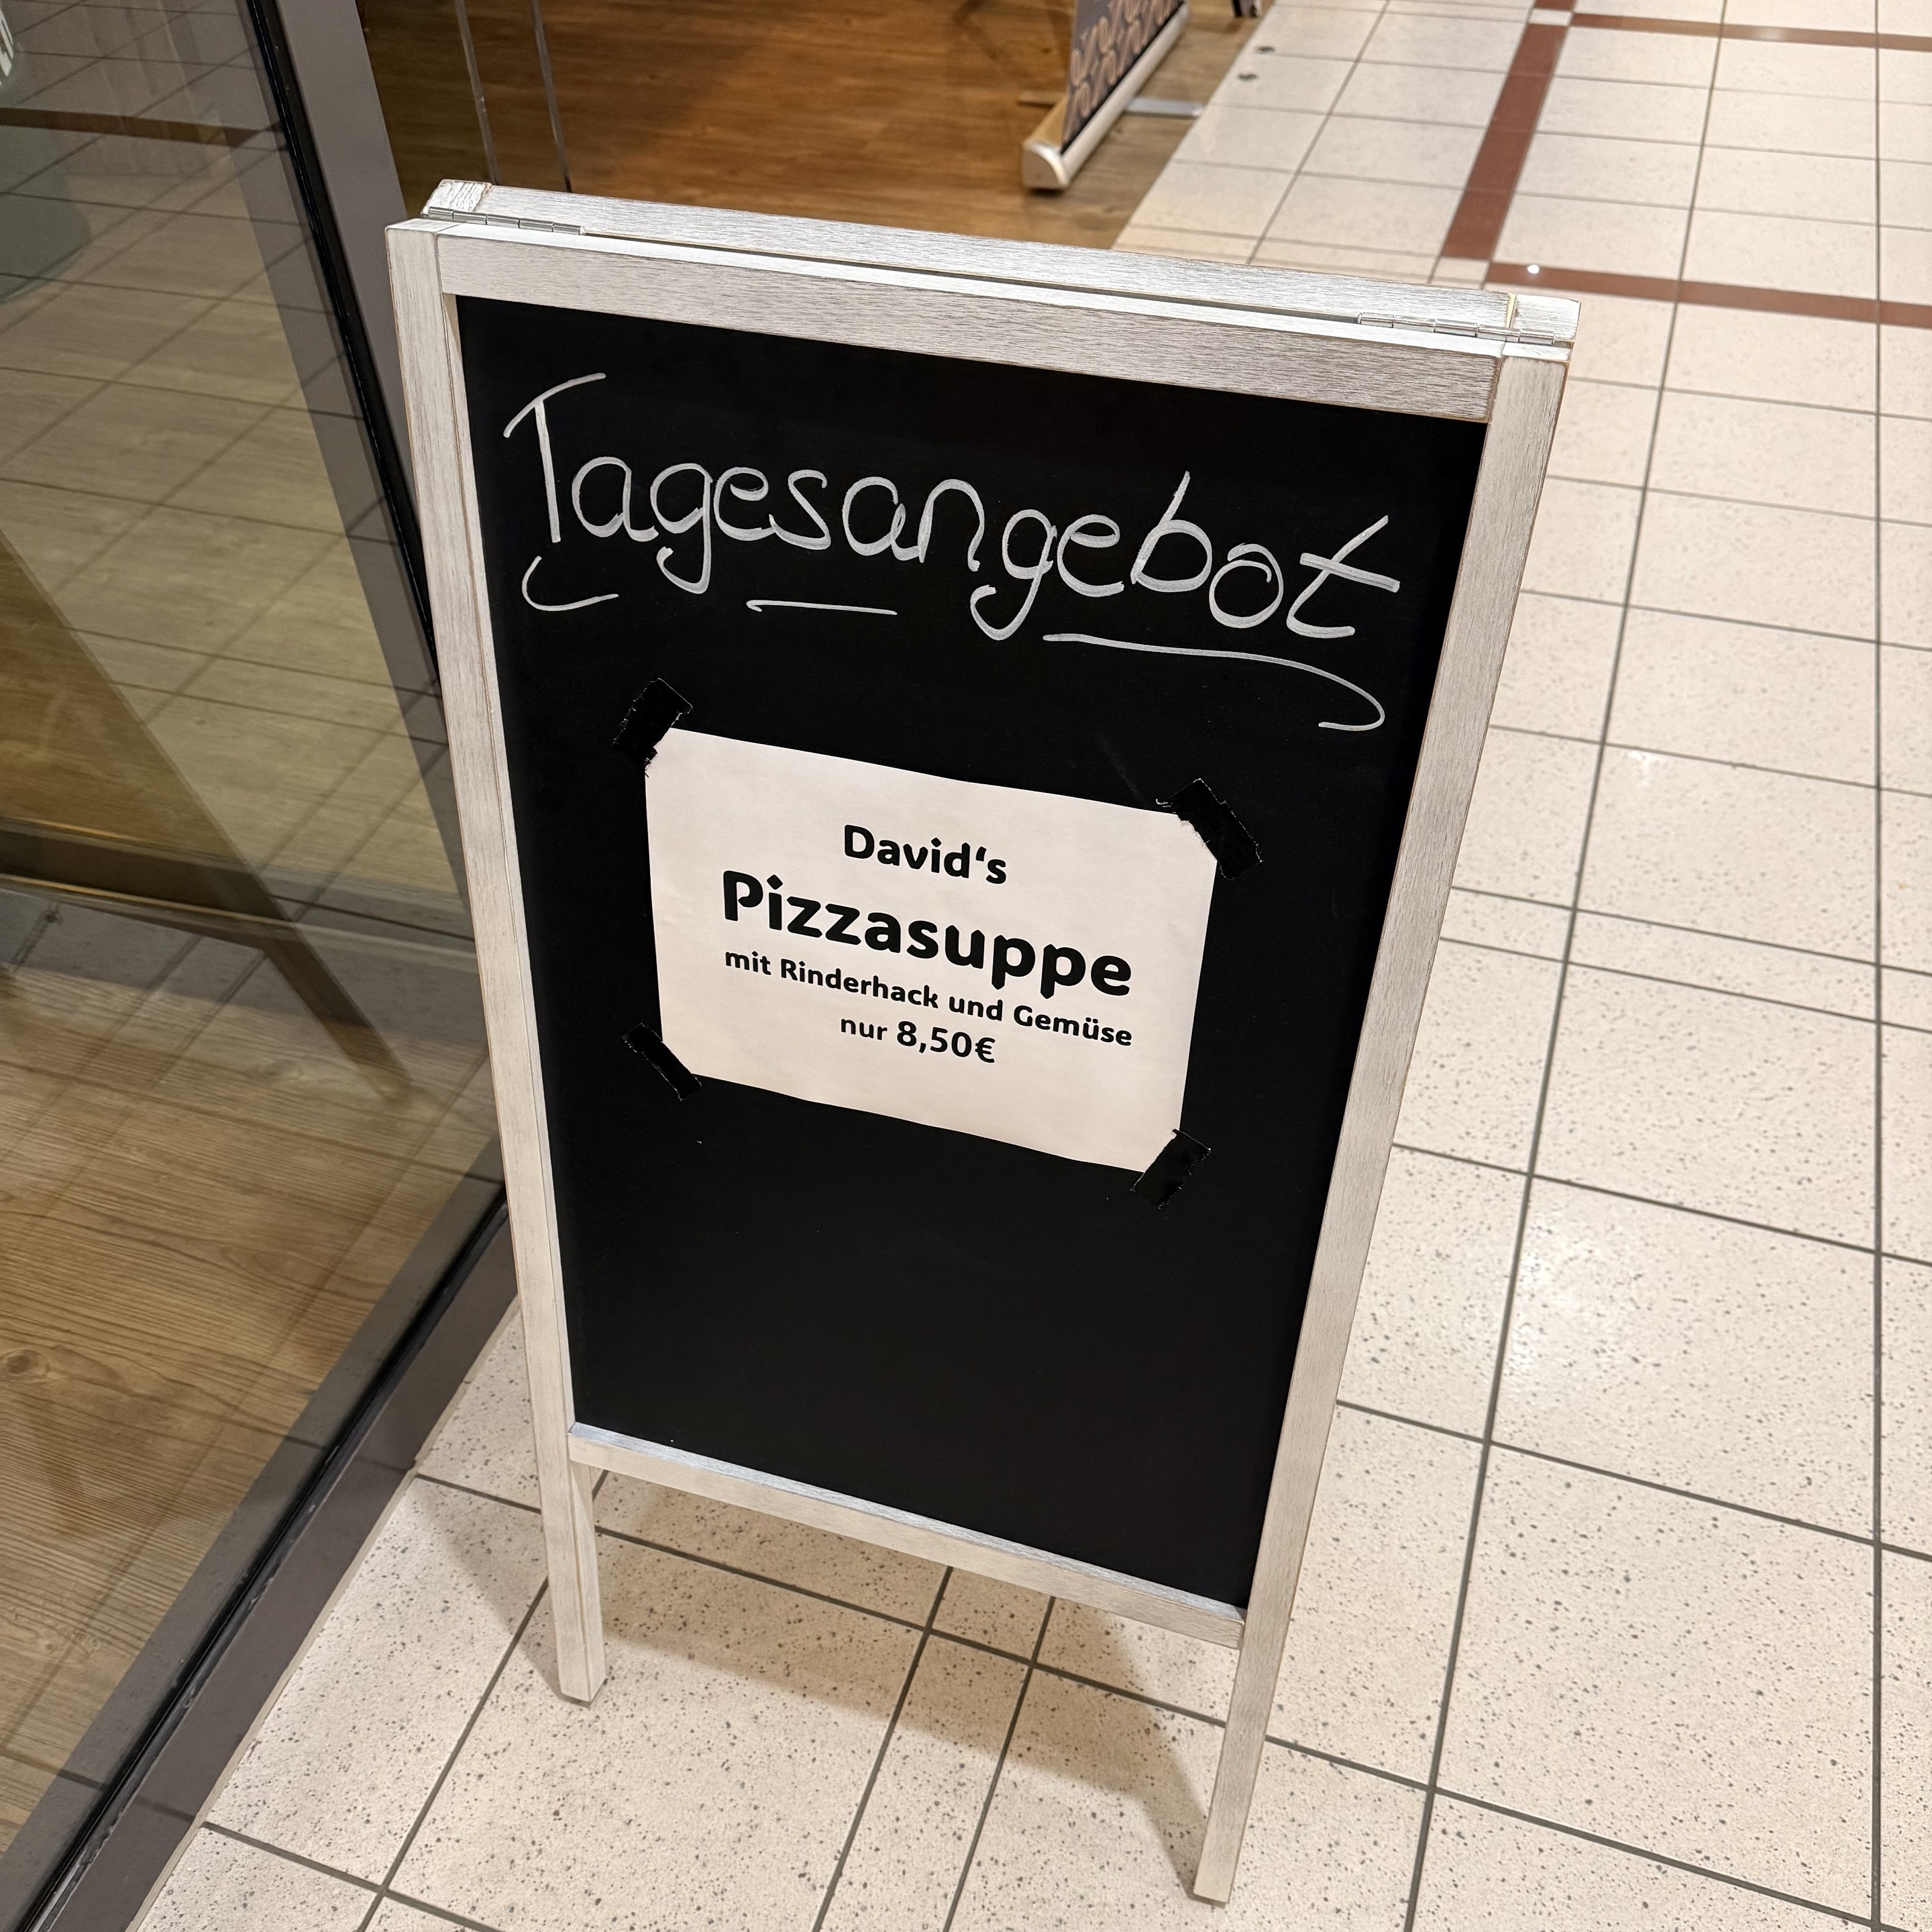 Tagesangebot
David‘s
Pizzasuppe
mit Rinderhack und Gemüse
nur 8,50€